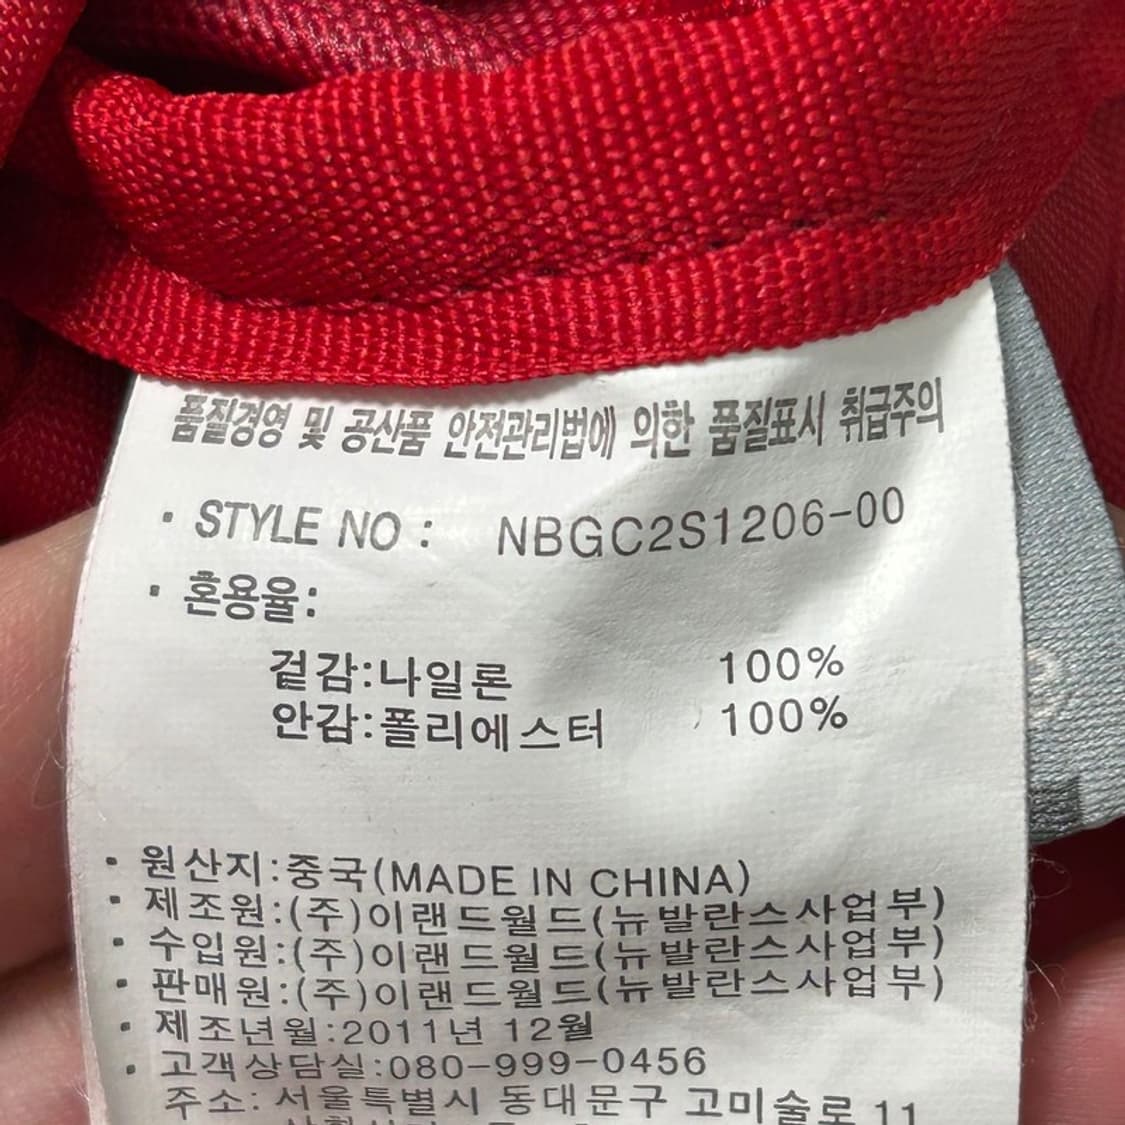 품질경영 및 공산품 안전관리법에 의한 품질표시 취급주의
· STYLE NO : NBGC2S1206-00
· 혼용율:
겉감:나일론 100%
안감:폴리에스터 100%
· 원산지:중국(MADE IN CHINA)
· 제조원:(주)이랜드월드(뉴발란스사업부)
· 수입원:(주)이랜드월드(뉴발란스사업부)
· 판매원:(주)이랜드월드(뉴발란스사업부)
· 제조년월:2011년 12월
· 고객상담실:080-999-0456
주소: 서울특별시 동대문구 고미술로 11